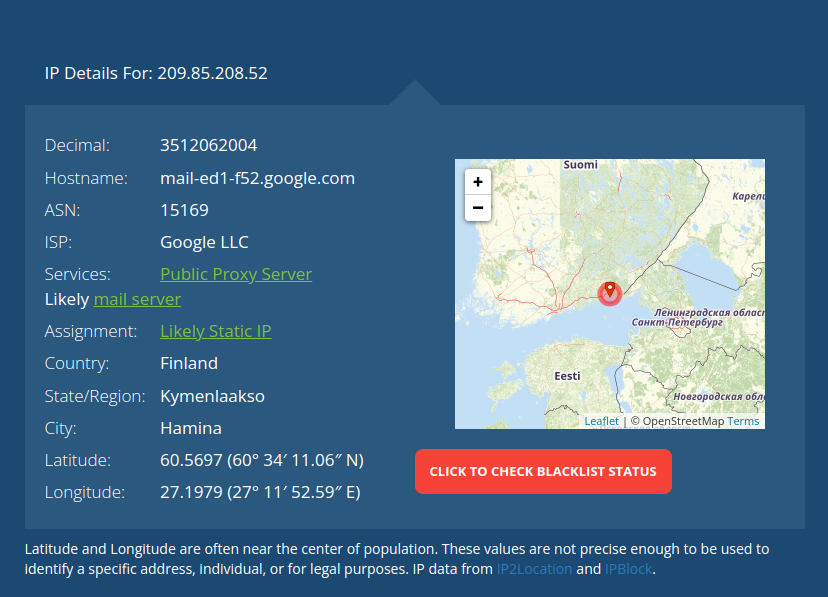 IP Details For: 209.85.208.52
Decimal: 3512062004
Hostname: mail-ed1-f52.google.com
ASN: 15169
ISP: Google LLC
Services: Public Proxy Server
Likely mail server
Assignment: Likely Static IP
Country: Finland
State/Region: Kymenlaakso
City: Hamina
Latitude: 60.5697 (60° 34′ 11.06″ N)
Longitude: 27.1979 (27° 11′ 52.59″ E)
+
−
Suomi
Карели
Ленинградская област
Санкт-Петербург
Eesti
Новгородская обл
Leaflet | © OpenStreetMap Terms
CLICK TO CHECK BLACKLIST STATUS
Latitude and Longitude are often near the center of population. These values are not precise enough to be used to
identify a specific address, individual, or for legal purposes. IP data from IP2Location and IPBlock.